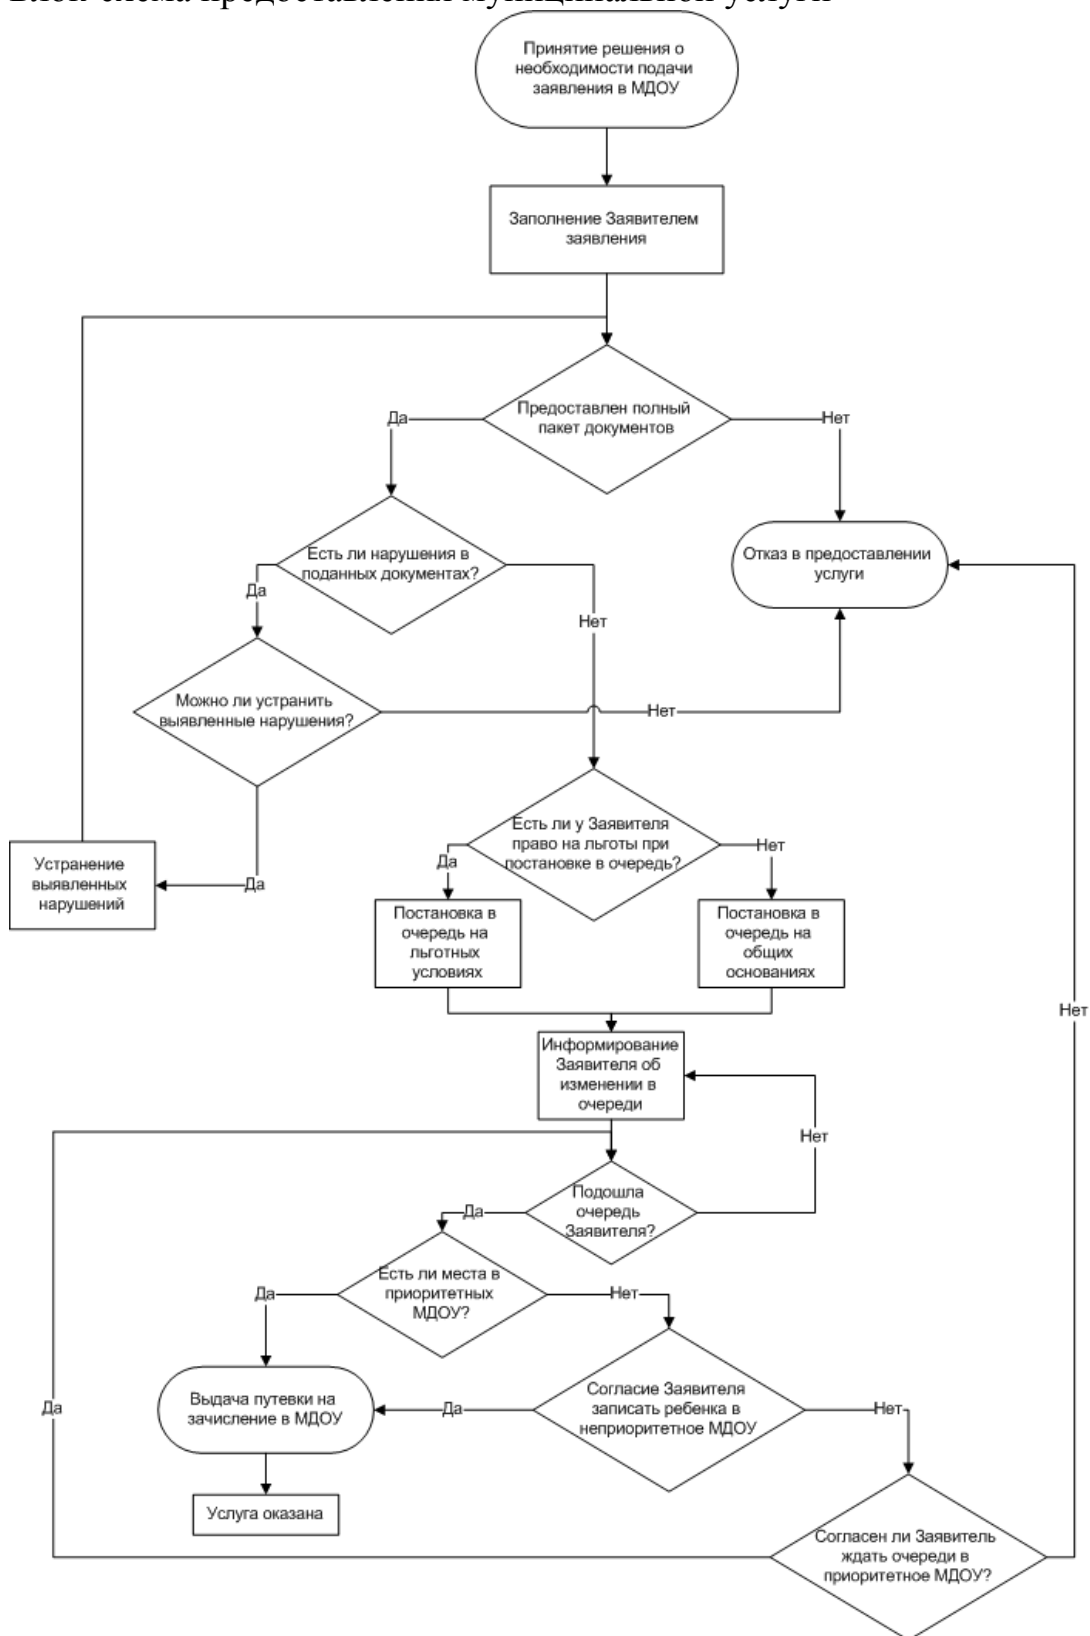 Блок-схема предоставления муниципальной услуги
Принятие решения о
необходимости подачи
заявления в МДОУ
Заполнение Заявителем
заявления
Предоставлен полный
пакет документов
Да
Нет
Есть ли нарушения в
поданных документах?
Отказ в предоставлении
услуги
Да
Нет
Можно ли устранить
выявленные нарушения?
Нет
Есть ли у Заявителя
право на льготы при
постановке в очередь?
Да
Нет
Устранение
выявленных
нарушений
Да
Постановка в
очередь на
льготных
условиях
Постановка в
очередь на
общих
основаниях
Нет
Информирование
Заявителя об
изменении в
очереди
Нет
Подошла
очередь
Заявителя?
Да
Есть ли места в
приоритетных
МДОУ?
Да
Нет
Выдача путевки на
зачисление в МДОУ
Да
Согласие Заявителя
записать ребенка в
неприоритетное МДОУ
Нет
Да
Услуга оказана
Согласен ли Заявитель
ждать очереди в
приоритетное МДОУ?